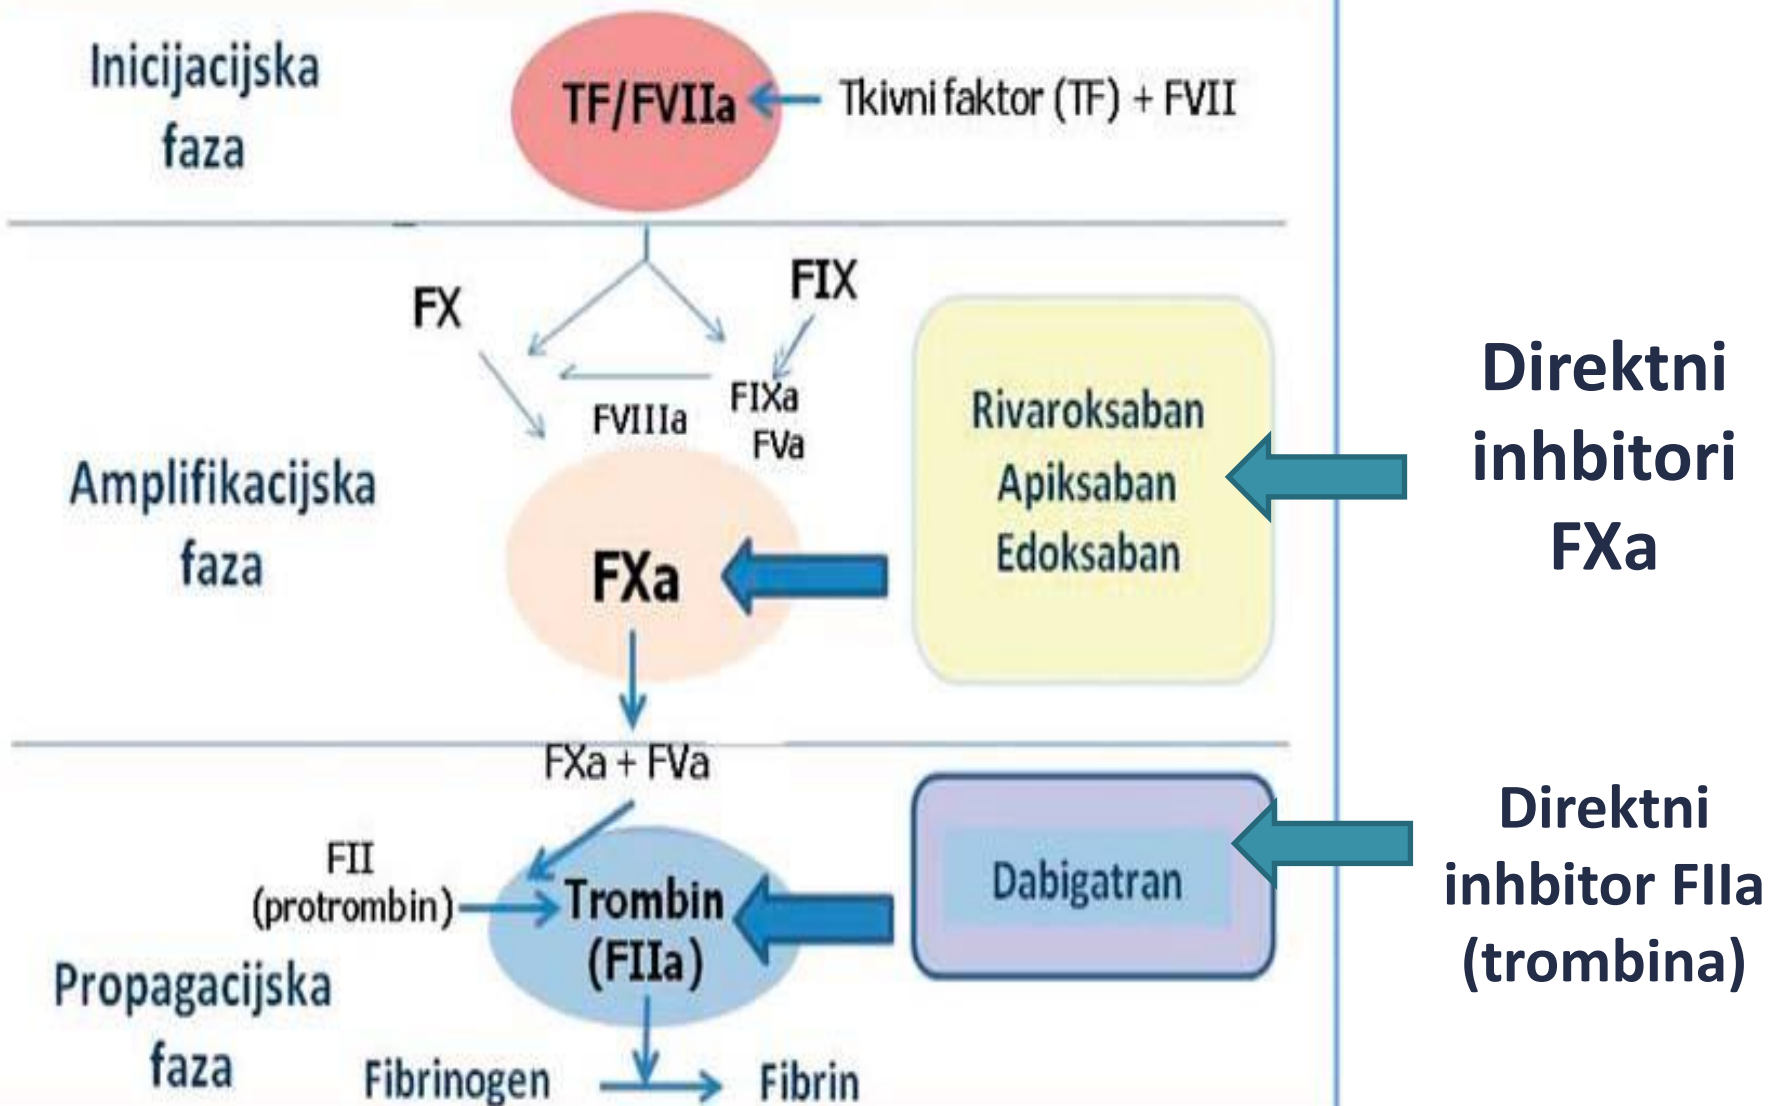 Inicijacijska
faza
TF/FVIIa
Tkivni faktor (TF) + FVII
FX
FIX
FVIIIa
FIXa
FVa
Amplifikacijska
faza
FXa
Rivaroksaban
Apiksaban
Edoksaban
Direktni
inhbitori
FXa
FXa + FVa
FII
(protrombin)
Trombin
(FIIa)
Dabigatran
Direktni
inhbitor FIIa
(trombina)
Propagacijska
faza
Fibrinogen
Fibrin